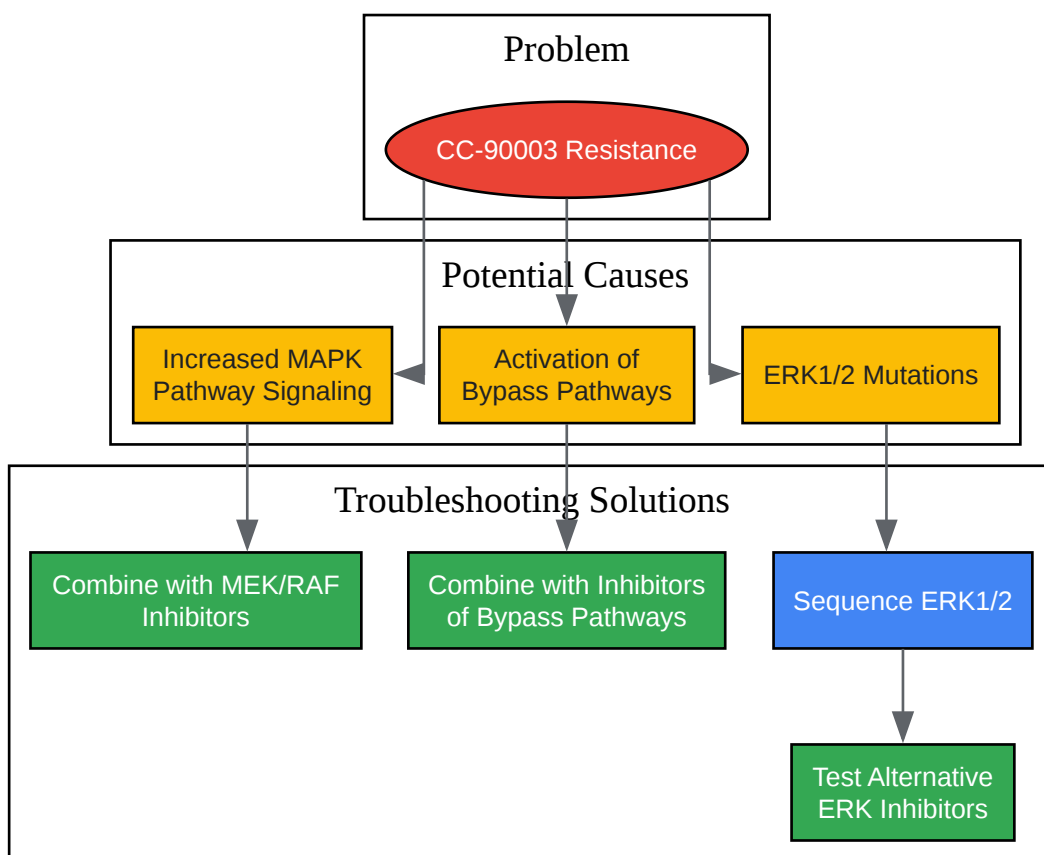 Problem
CC-90003 Resistance
Potential Causes
Increased MAPK
Pathway Signaling
Activation of
Bypass Pathways
ERK1/2 Mutations
Troubleshooting Solutions
Combine with MEK/RAF
Inhibitors
Combine with Inhibitors
of Bypass Pathways
Sequence ERK1/2
Test Alternative
ERK Inhibitors